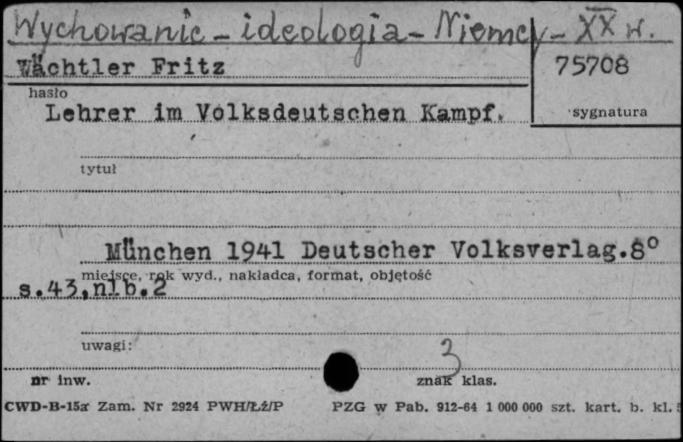 Wychowanie - ideologia - Niemcy - XX w.
Wächtler Fritz
75708
hasło
Lehrer im Volksdeutschen Kampf.
sygnatura
tytuł
München 1941 Deutscher Volksverlag.8°
miejsce, rok wyd., nakładca, format, objętość
s.43,nlb.2
uwagi:
3
nr inw.
znak klas.
CWD-B-15a Zam. Nr 2924 PWH/Łź/P PZG w Pab. 912-64 1 000 000 szt. kart. b. kl.